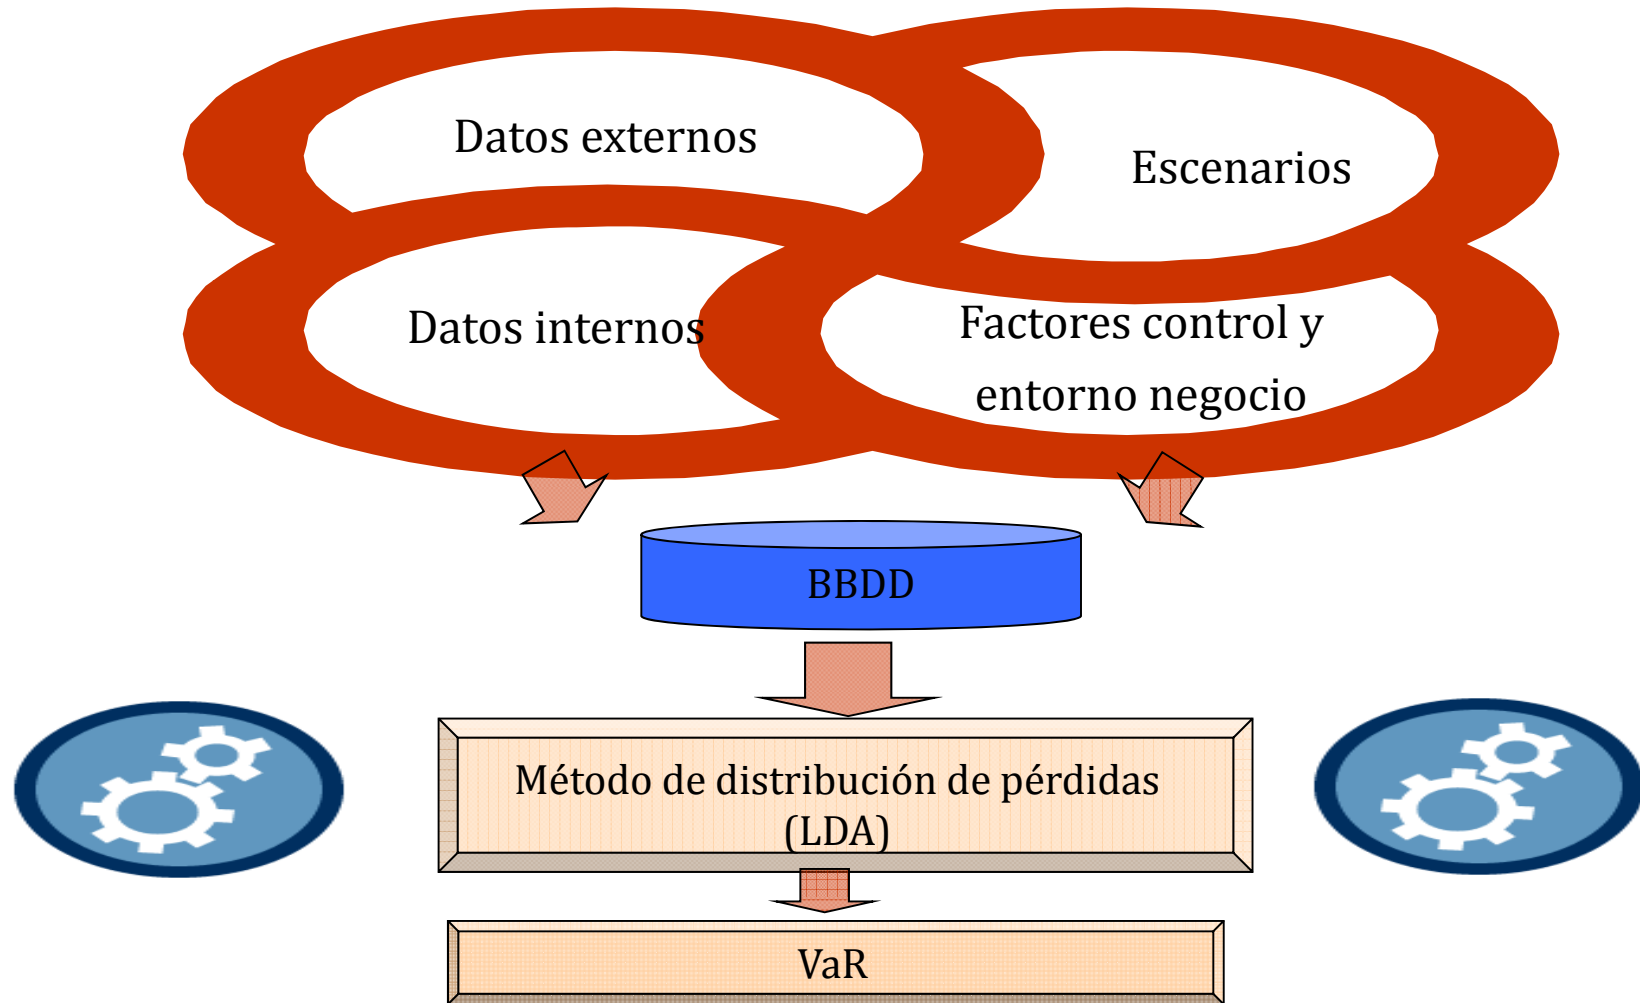 Datos externos
Escenarios
Datos internos
Factores control y
entorno negocio
BBDD
Método de distribución de pérdidas
(LDA)
VaR